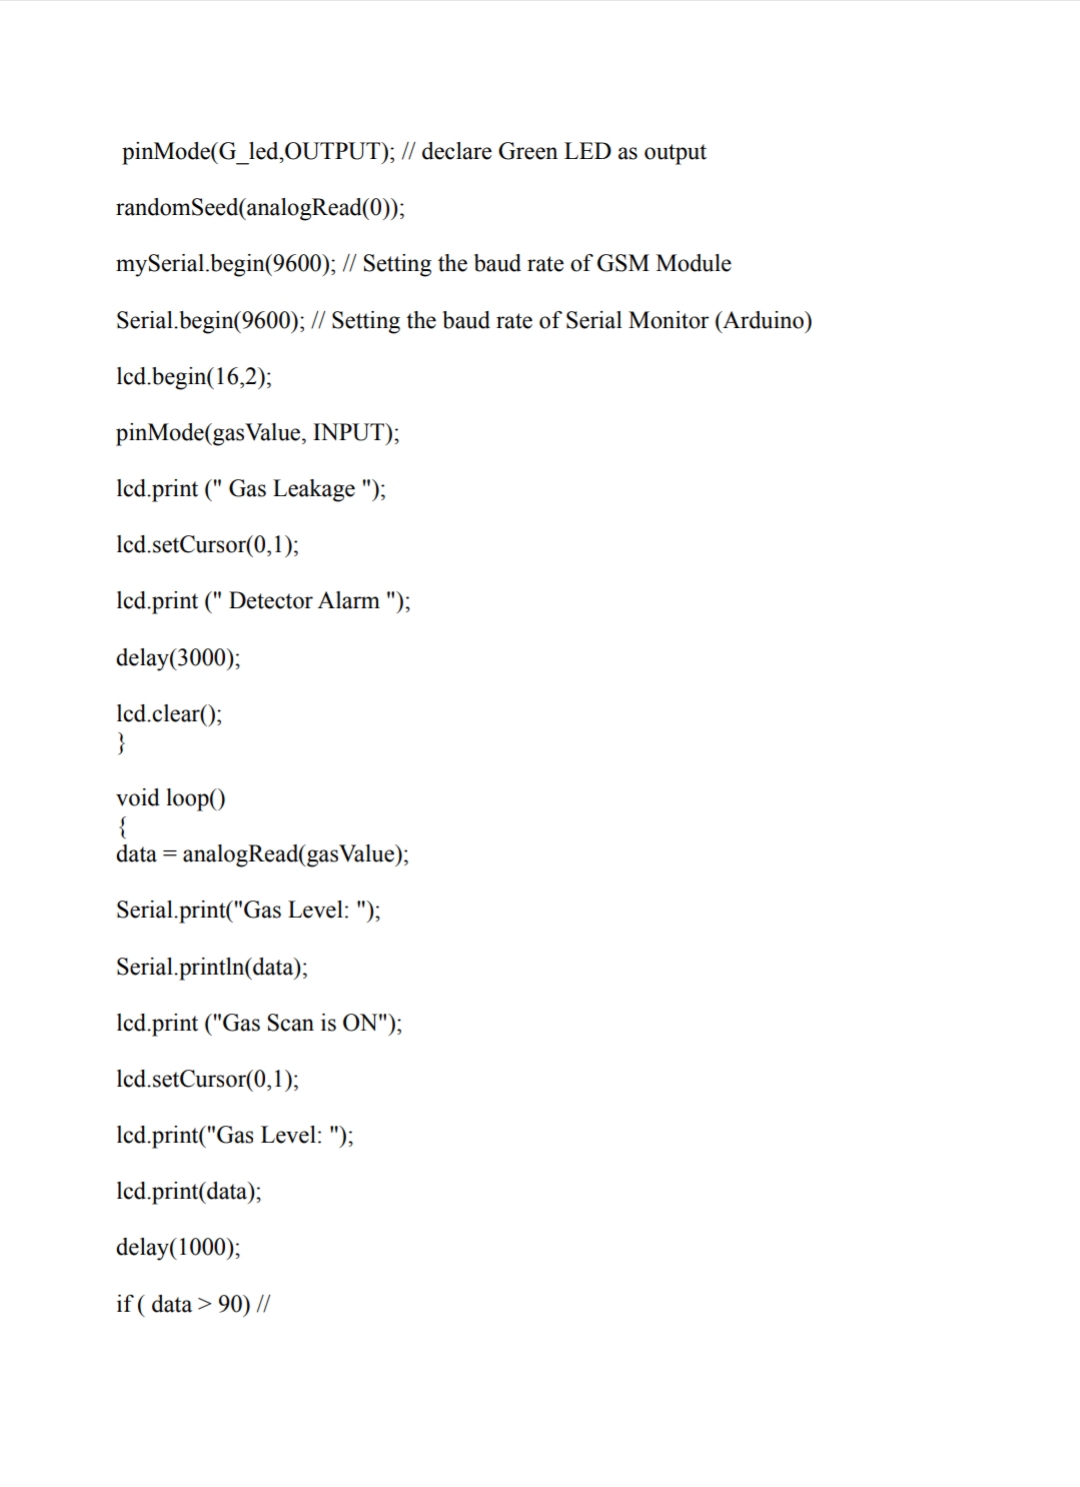 pinMode(G_led,OUTPUT); // declare Green LED as output
randomSeed(analogRead(0));
mySerial.begin(9600); // Setting the baud rate of GSM Module
Serial.begin(9600); // Setting the baud rate of Serial Monitor (Arduino)
lcd.begin(16,2);
pinMode(gasValue, INPUT);
lcd.print (" Gas Leakage ");
lcd.setCursor(0,1);
lcd.print (" Detector Alarm ");
delay(3000);
lcd.clear();
}
void loop()
{
data = analogRead(gasValue);
Serial.print("Gas Level: ");
Serial.println(data);
lcd.print ("Gas Scan is ON");
lcd.setCursor(0,1);
lcd.print("Gas Level: ");
lcd.print(data);
delay(1000);
if ( data > 90) //